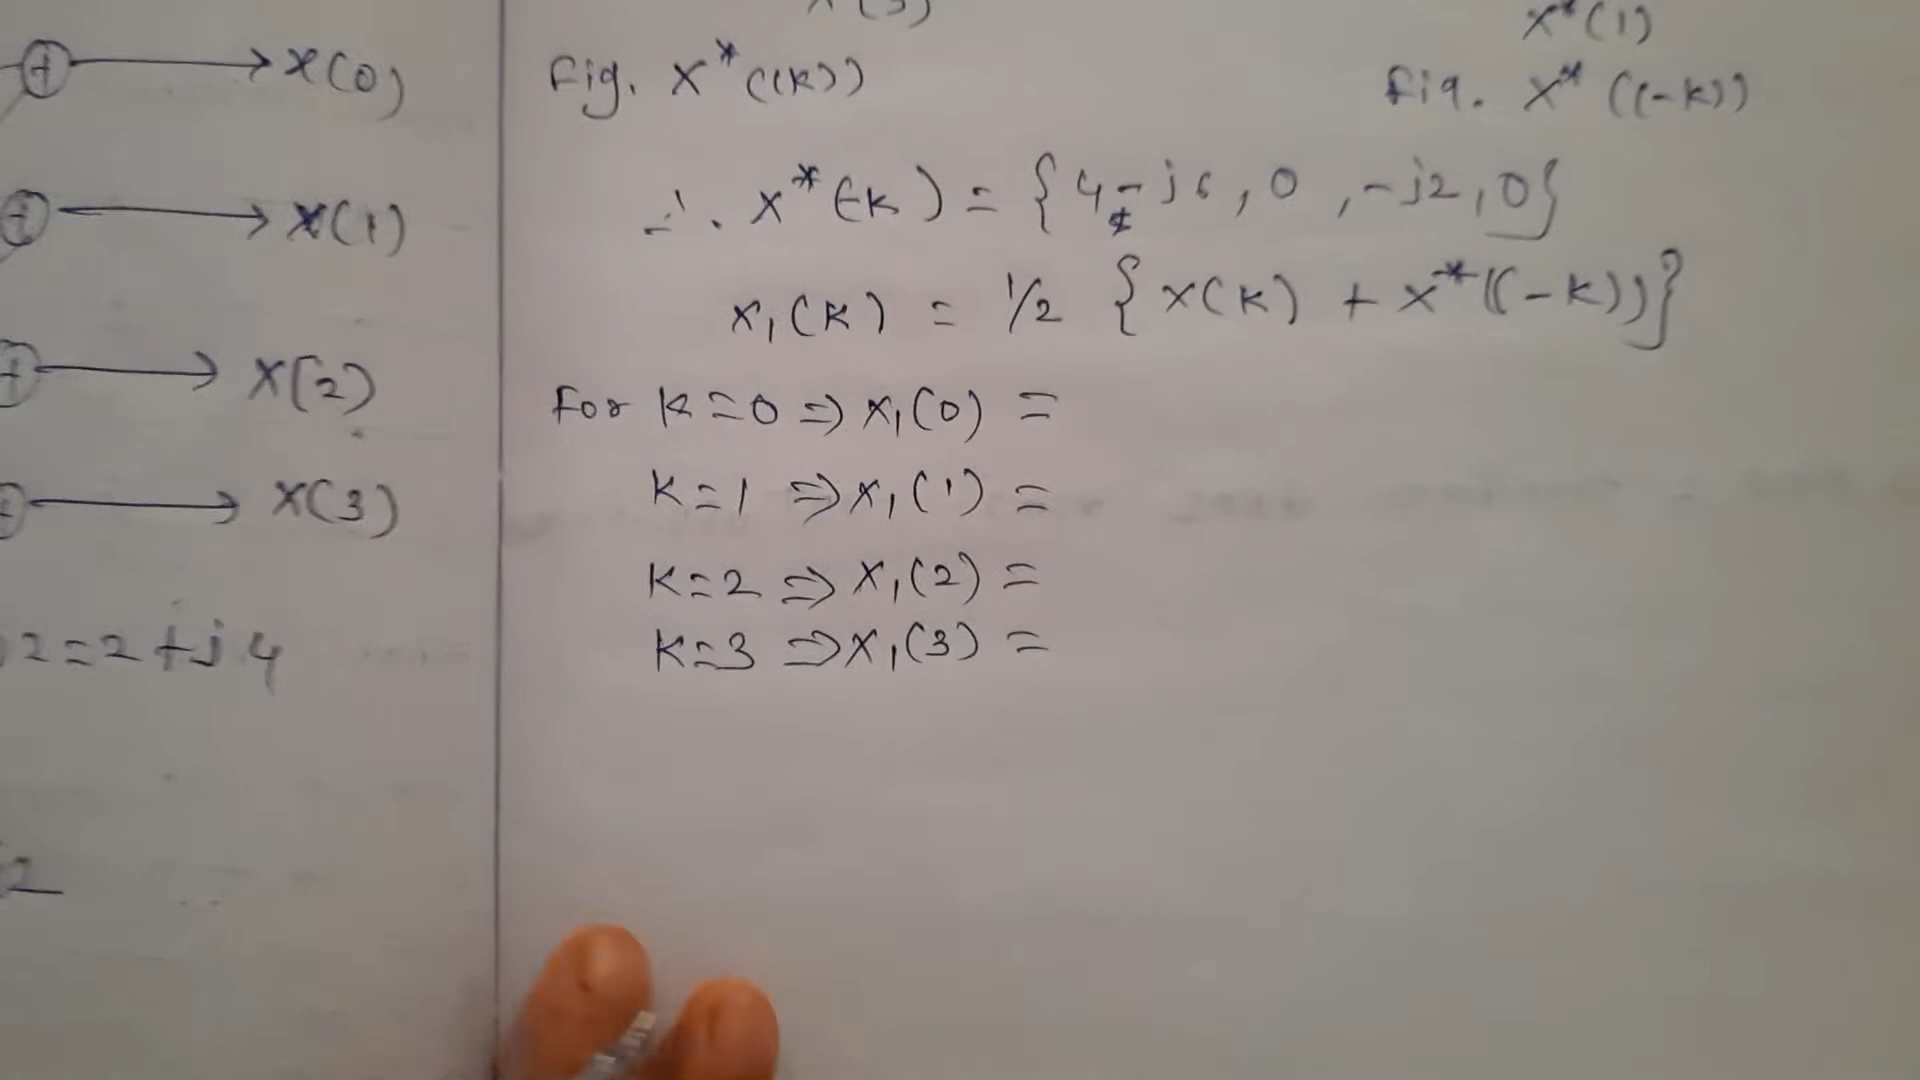 x(0)
x(1)
x(2)
x(3)
2=2+j4
2
x*(1)
Fig. x*((k))
Fig. x*((-k))
∴ x*(-k) = {4-j6, 0, -j2, 0}
x₁(k) = 1/2 {x(k) + x*((-k))}
For k=0 ⇒ x₁(0) =
k=1 ⇒ x₁(1) =
k=2 ⇒ x₁(2) =
k=3 ⇒ x₁(3) =